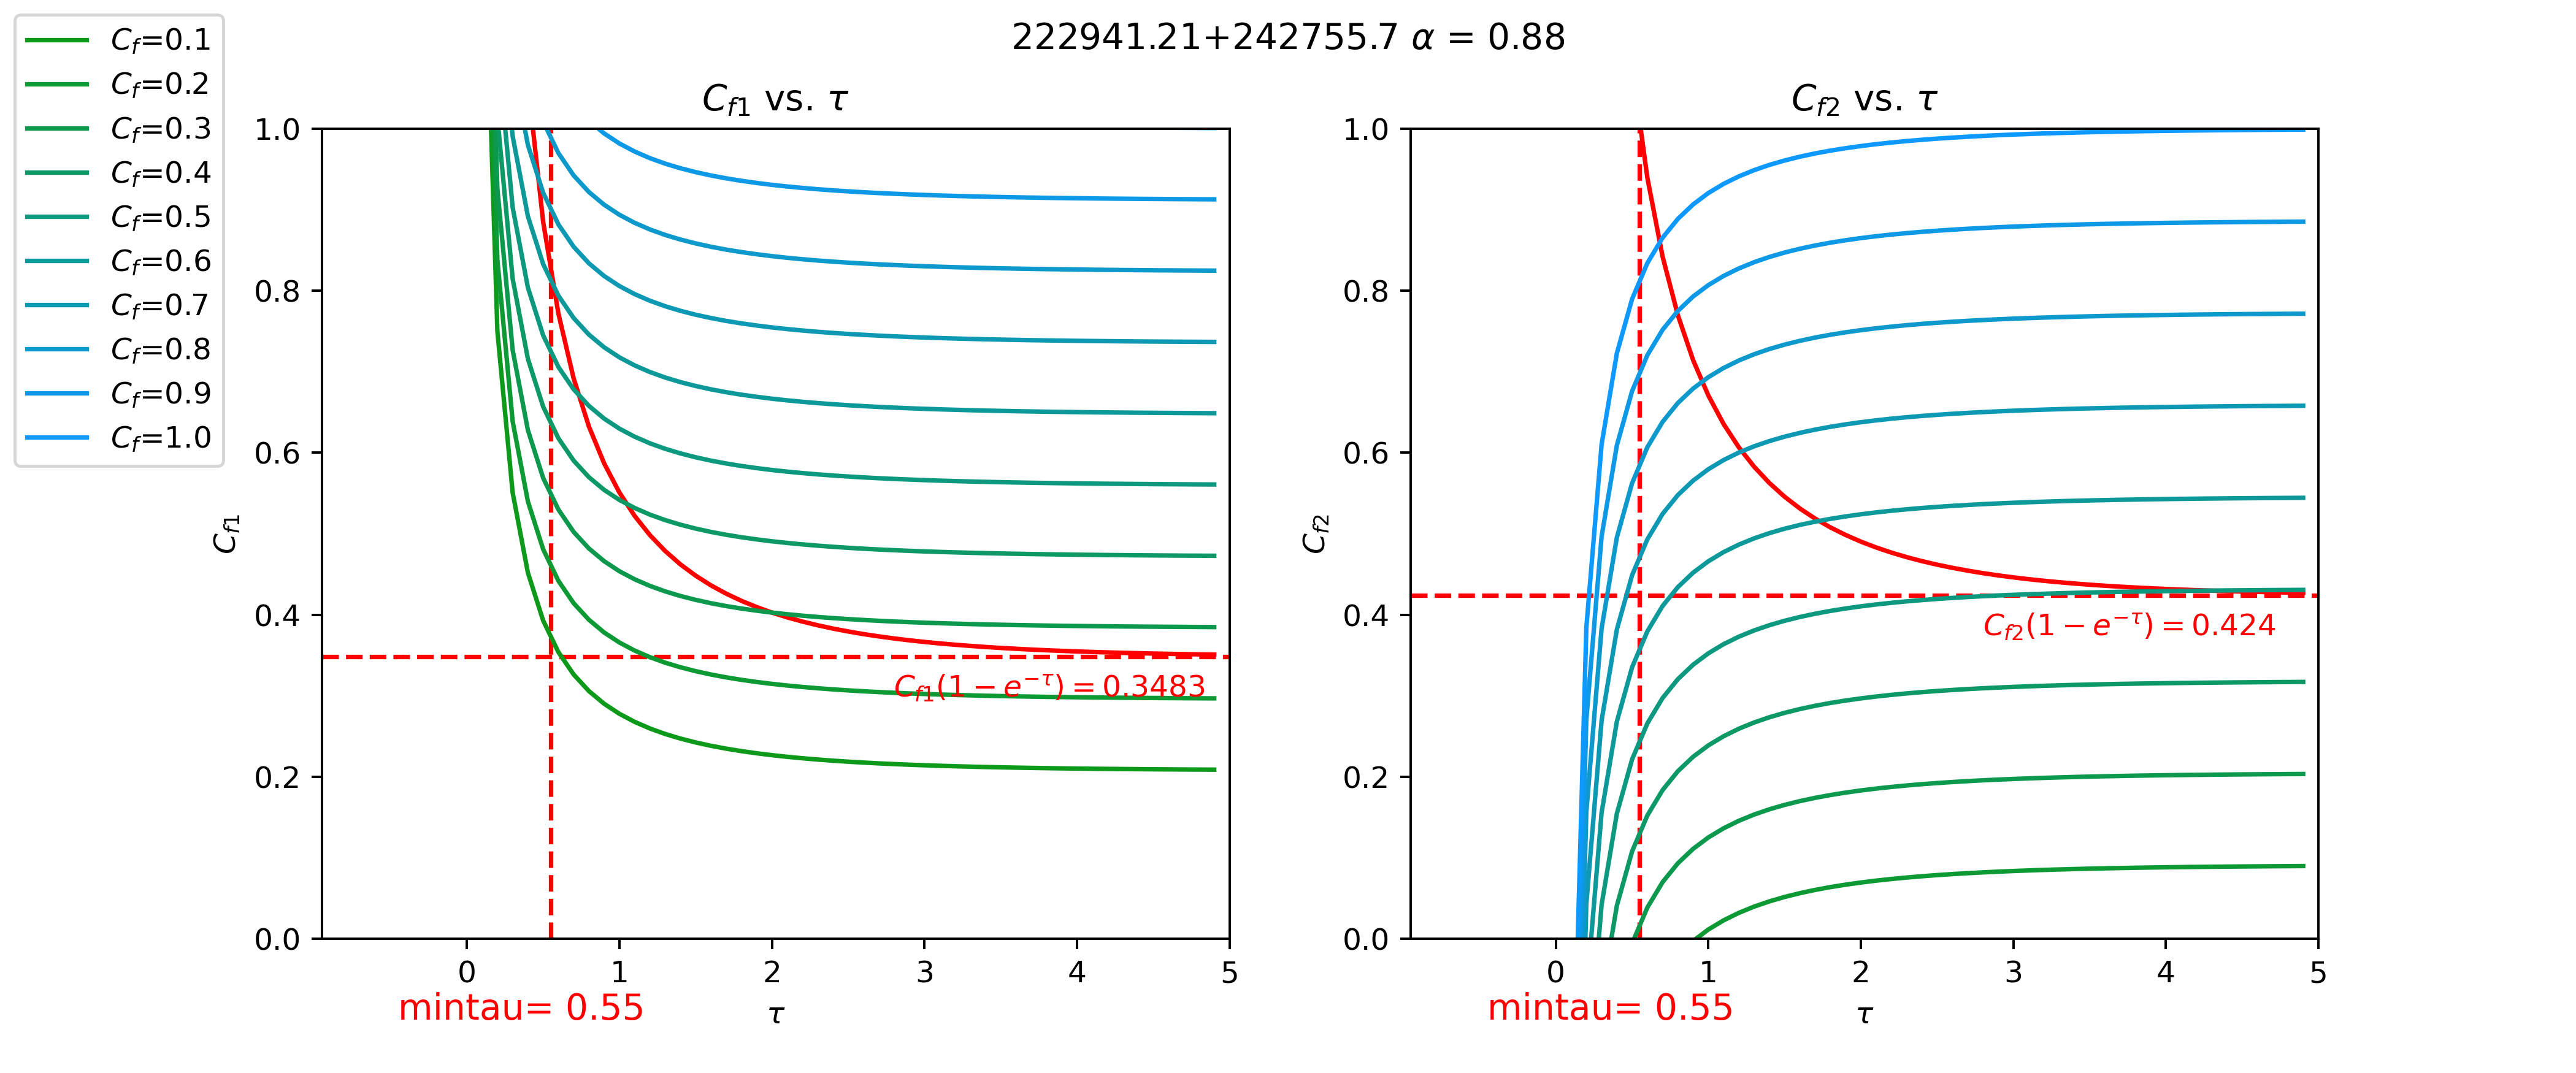 222941.21+242755.7 α = 0.88
C_f=0.1
C_f=0.2
C_f=0.3
C_f=0.4
C_f=0.5
C_f=0.6
C_f=0.7
C_f=0.8
C_f=0.9
C_f=1.0
C_f1 vs. τ
1.0
0.8
0.6
0.4
0.2
0.0
C_f1
C_f1(1 − e^−τ) = 0.3483
0 1 2 3 4 5
mintau= 0.55
τ
C_f2 vs. τ
1.0
0.8
0.6
0.4
0.2
0.0
C_f2
C_f2(1 − e^−τ) = 0.424
0 1 2 3 4 5
mintau= 0.55
τ